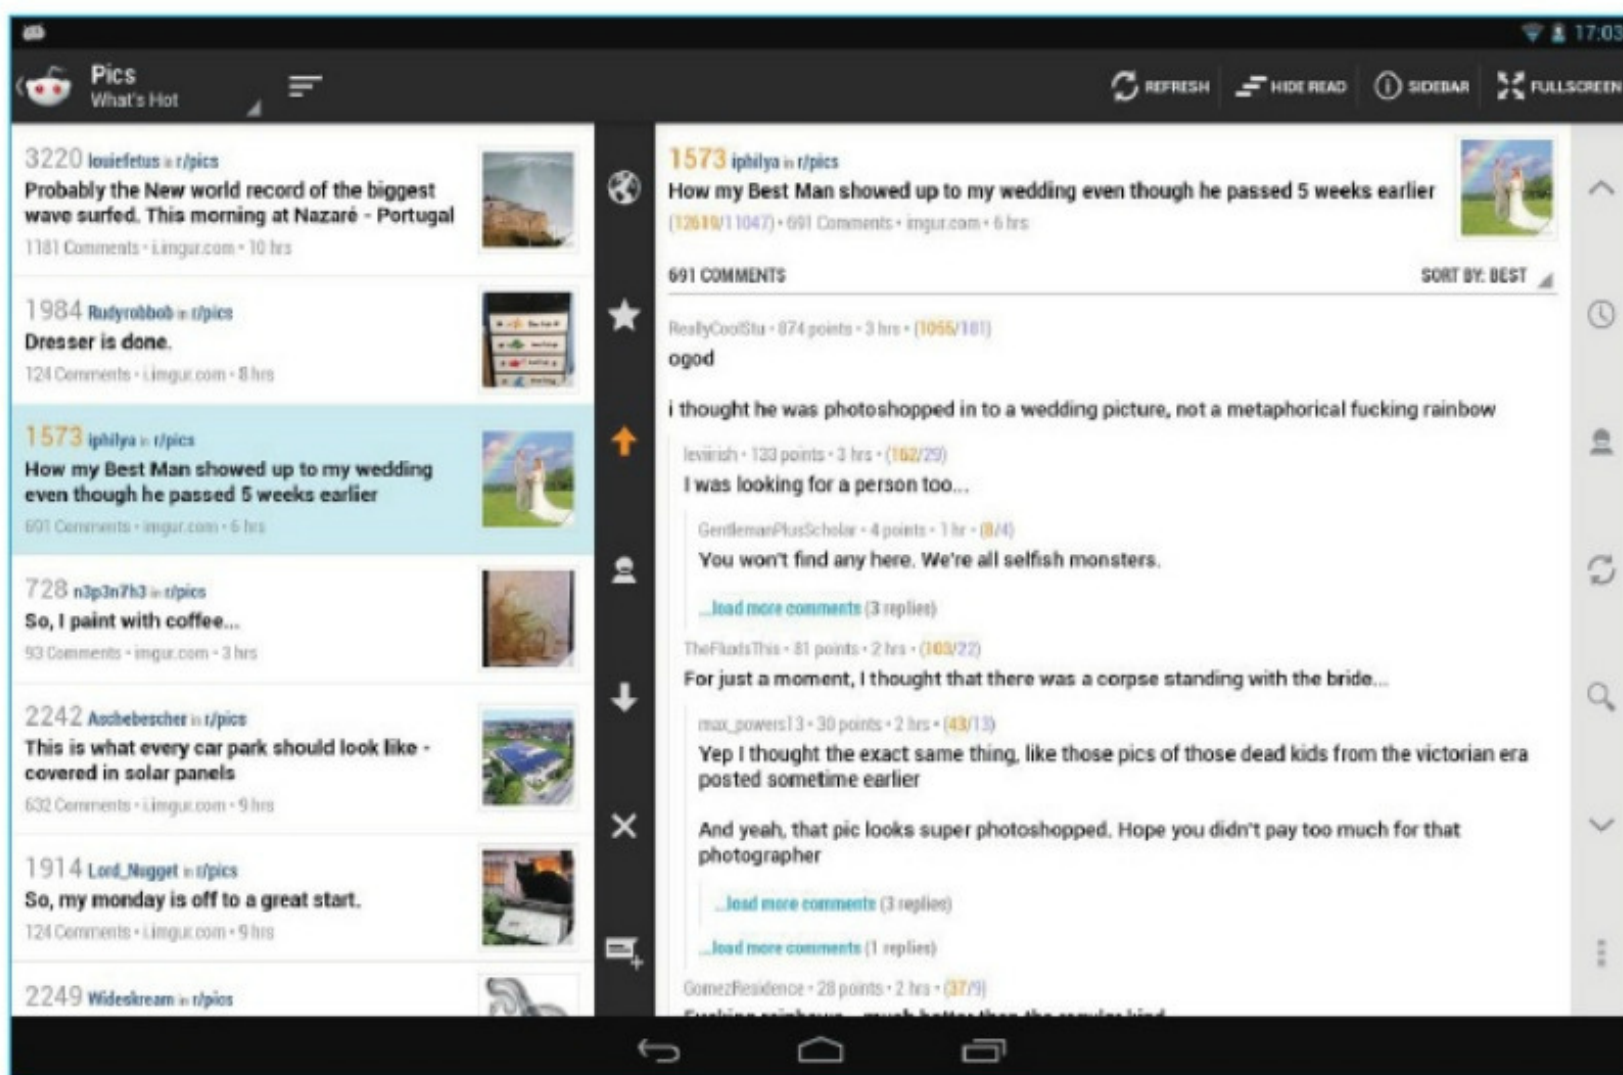 17:03
Pics
What's Hot
REFRESH
HIDE READ
SIDEBAR
FULLSCREEN
3220 louiefetus in r/pics
Probably the New world record of the biggest
wave surfed. This morning at Nazaré - Portugal
1181 Comments • i.imgur.com • 10 hrs
1984 Rudyrobbob in r/pics
Dresser is done.
124 Comments • i.imgur.com • 8 hrs
1573 iphilya in r/pics
How my Best Man showed up to my wedding
even though he passed 5 weeks earlier
691 Comments • imgur.com • 6 hrs
728 n3p3n7h3 in r/pics
So, I paint with coffee...
93 Comments • imgur.com • 3 hrs
2242 Aschebescher in r/pics
This is what every car park should look like -
covered in solar panels
632 Comments • i.imgur.com • 9 hrs
1914 Lord_Nugget in r/pics
So, my monday is off to a great start.
124 Comments • i.imgur.com • 9 hrs
2249 Wideskream in r/pics
1573 iphilya in r/pics
How my Best Man showed up to my wedding even though he passed 5 weeks earlier
(12619/11047) • 691 Comments • imgur.com • 6 hrs
691 COMMENTS
SORT BY: BEST
ReallyCoolStu • 874 points • 3 hrs • (1055/181)
ogod
i thought he was photoshopped in to a wedding picture, not a metaphorical fucking rainbow
leviirish • 133 points • 3 hrs • (162/29)
I was looking for a person too...
GentlemanPlusScholar • 4 points • 1 hr • (8/4)
You won't find any here. We're all selfish monsters.
...load more comments (3 replies)
81 points • 2 hrs • (103/22)
For just a moment, I thought that there was a corpse standing with the bride...
max_powers13 • 30 points • 2 hrs • (43/13)
Yep I thought the exact same thing, like those pics of those dead kids from the victorian era
posted sometime earlier
And yeah, that pic looks super photoshopped. Hope you didn't pay too much for that
photographer
...load more comments (3 replies)
...load more comments (1 replies)
GomezResidence • 28 points • 2 hrs • (37/9)
Fucking rainbows... much better than the regular kind